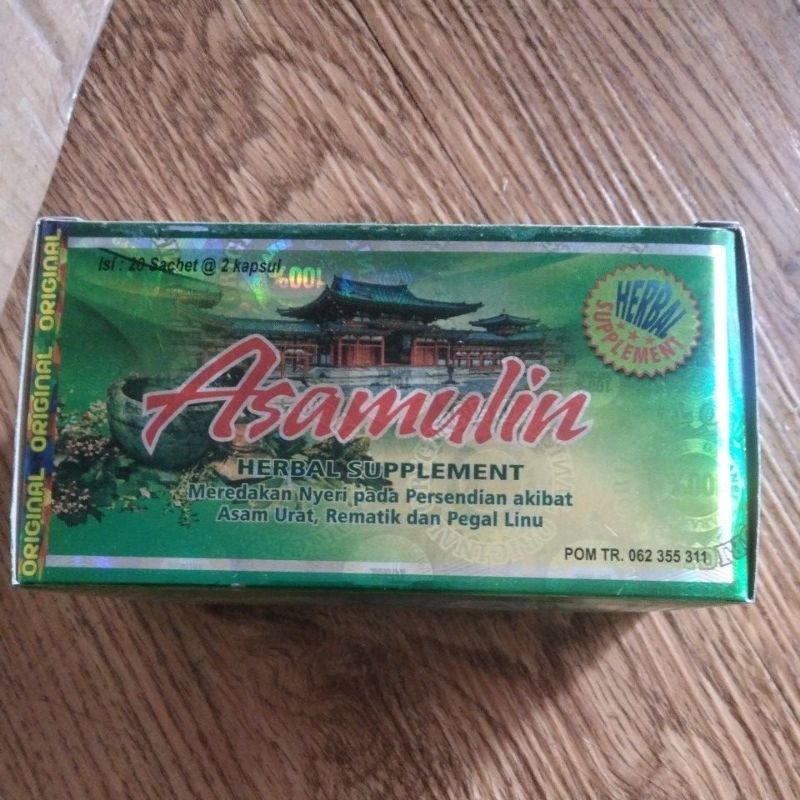 Isi : 20 Sachet @ 2 kapsul
HERBAL
SUPPLEMENT
Asamulin
HERBAL SUPPLEMENT
Meredakan Nyeri pada Persendian akibat
Asam Urat, Rematik dan Pegal Linu
POM TR. 062 355 311
ORIGINAL ORIGINAL ORIGINAL